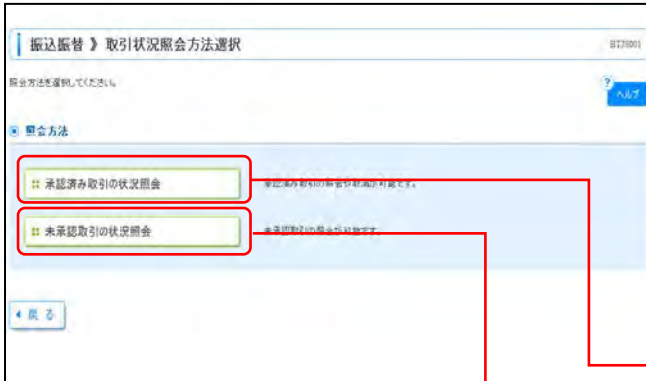 振込振替 》 取引状況照会方法選択
BTJS001
照会方法を選択してください。
? ヘルプ
照会方法
承認済み取引の状況照会
承認済み取引の照会や取消が可能です。
未承認取引の状況照会
未承認取引の照会が可能です。
戻る